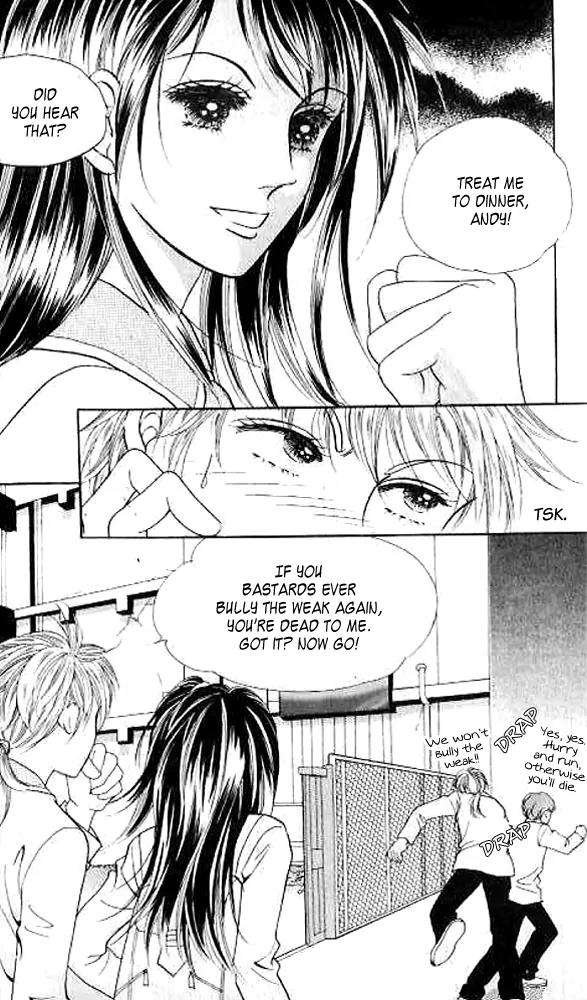 DID
YOU HEAR
THAT?
TREAT ME
TO DINNER,
ANDY!
TSK.
IF YOU
BASTARDS EVER
BULLY THE WEAK AGAIN,
YOU'RE DEAD TO ME.
GOT IT? NOW GO!
We won't
bully the
weak!!
DRAP
Yes, yes.
Hurry
and run,
otherwise
you'll die.
DRAP